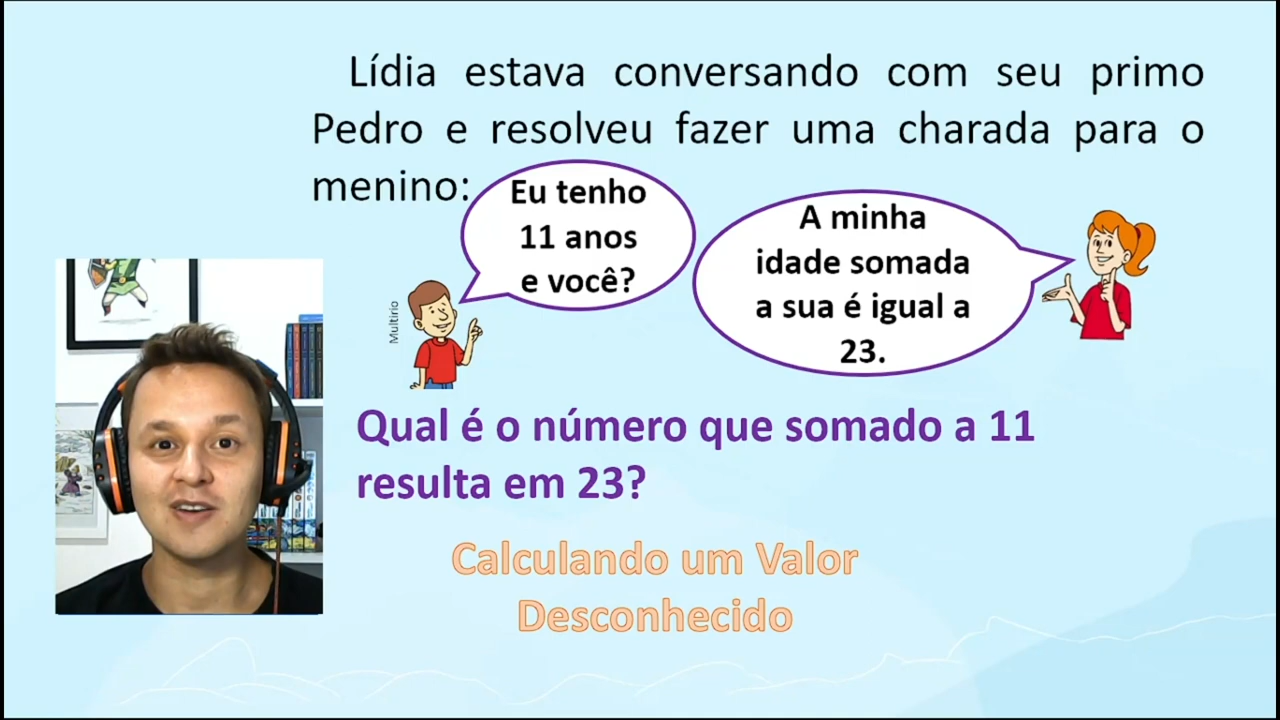 Lídia estava conversando com seu primo
Pedro e resolveu fazer uma charada para o
menino:
Eu tenho
11 anos
e você?
A minha
idade somada
a sua é igual a
23.
Multirio
Qual é o número que somado a 11
resulta em 23?
Calculando um Valor
Desconhecido